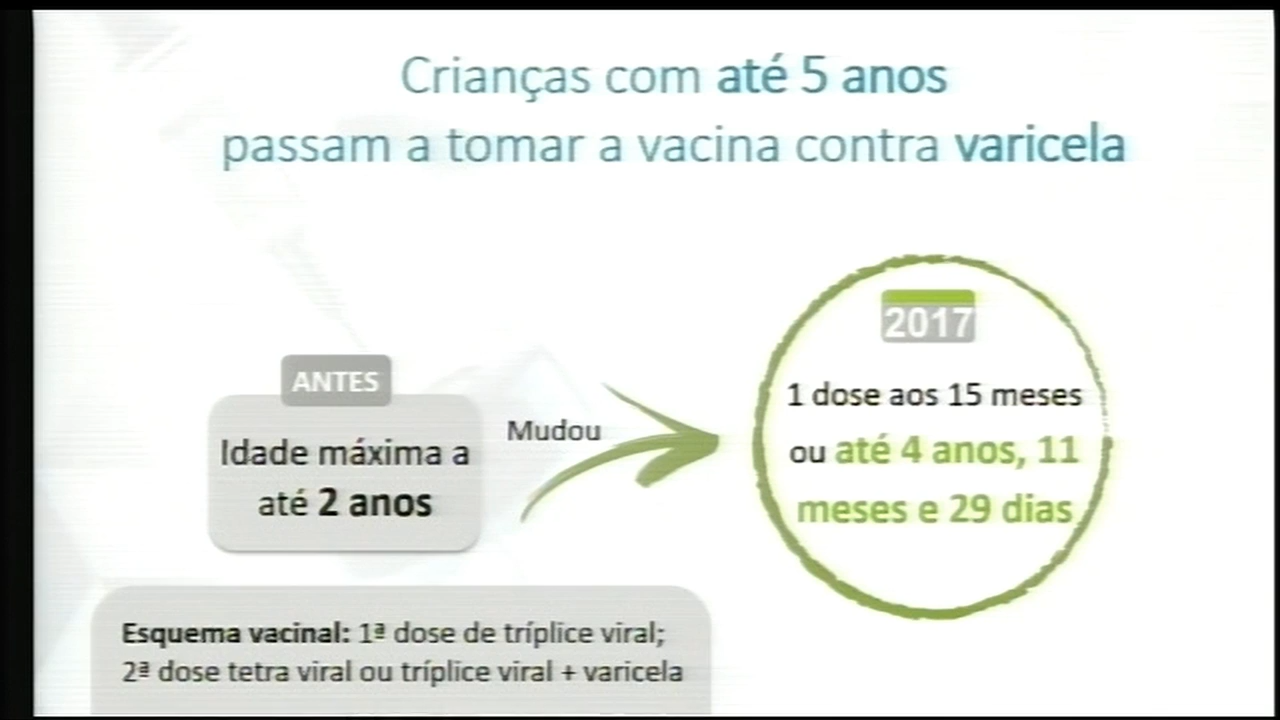 Crianças com até 5 anos
passam a tomar a vacina contra varicela
2017
ANTES
1 dose aos 15 meses
ou até 4 anos, 11
meses e 29 dias
Mudou
Idade máxima a
até 2 anos
Esquema vacinal: 1ª dose de tríplice viral;
2ª dose tetra viral ou tríplice viral + varicela